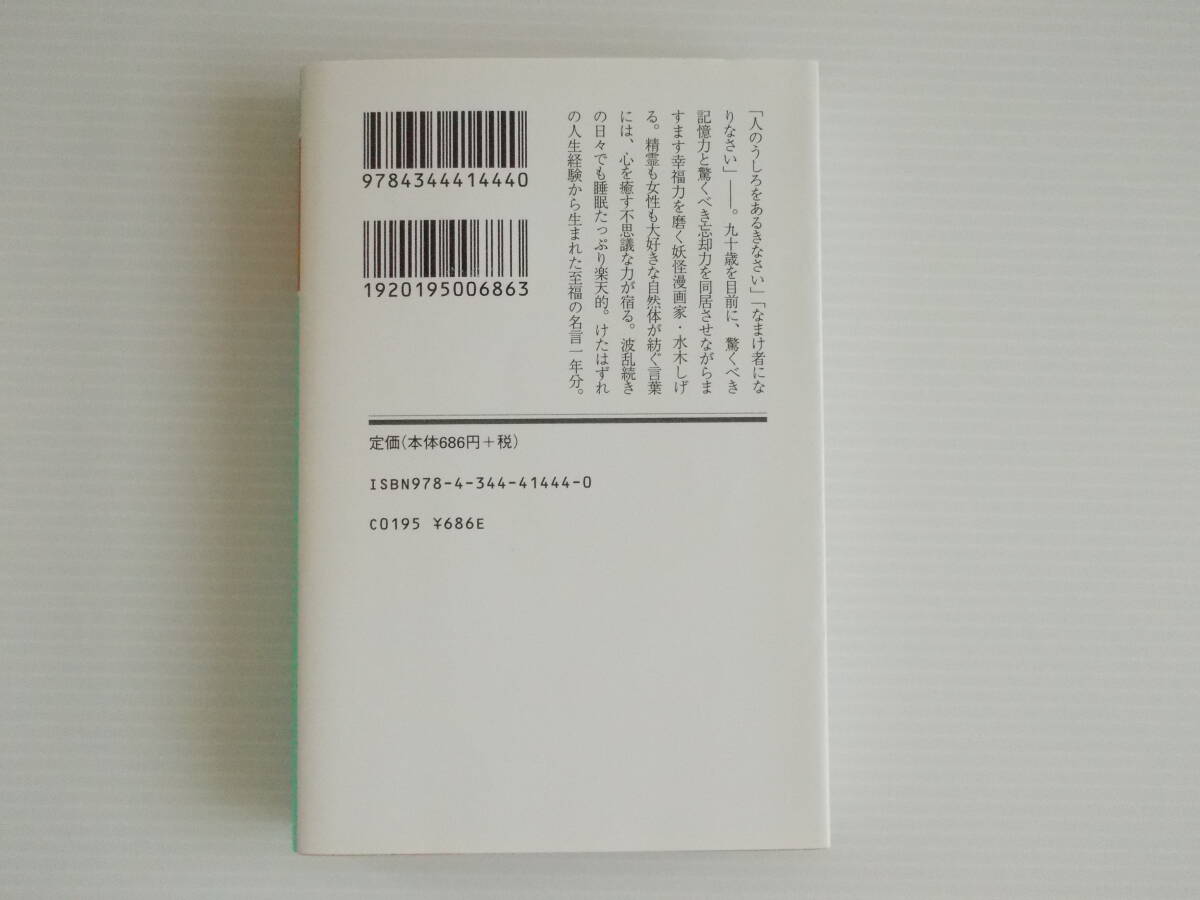 「人のうしろをあるきなさい」「なまけ者にな
りなさい」――。九十歳を目前に、驚くべき
記憶力と驚くべき忘却力を同居させながらま
すます幸福力を磨く妖怪漫画家・水木しげ
る。精霊も女性も大好きな自然体が紡ぐ言葉
には、心を癒す不思議な力が宿る。波乱続き
の日々でも睡眠たっぷり楽天的。けたはずれ
の人生経験から生まれた至福の名言一年分。
9784344414440
1920195006863
定価(本体686円+税)
ISBN978-4-344-41444-0
C0195 ¥686E